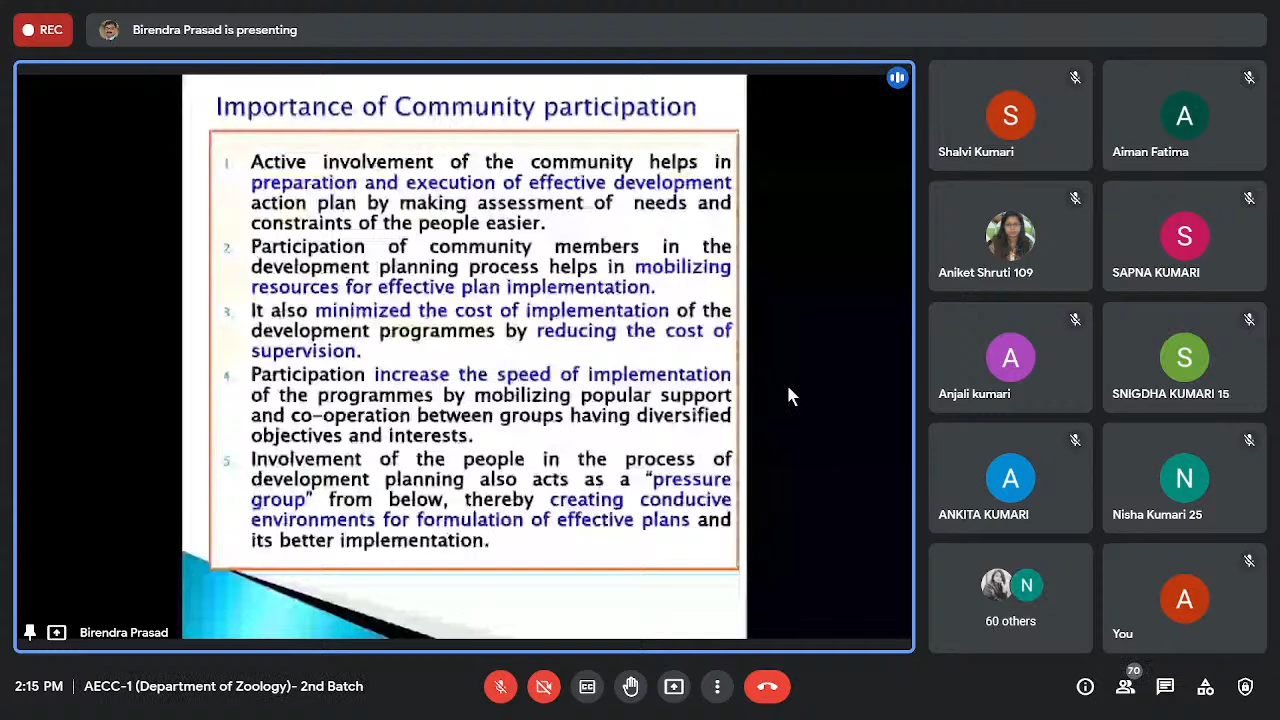 REC
Birendra Prasad is presenting
Importance of Community participation
1. Active involvement of the community helps in
preparation and execution of effective development
action plan by making assessment of needs and
constraints of the people easier.
2. Participation of community members in the
development planning process helps in mobilizing
resources for effective plan implementation.
3. It also minimized the cost of implementation of the
development programmes by reducing the cost of
supervision.
4. Participation increase the speed of implementation
of the programmes by mobilizing popular support
and co-operation between groups having diversified
objectives and interests.
5. Involvement of the people in the process of
development planning also acts as a “pressure
group” from below, thereby creating conducive
environments for formulation of effective plans and
its better implementation.
Birendra Prasad
S
Shalvi Kumari
A
Aiman Fatima
Aniket Shruti 109
S
SAPNA KUMARI
A
Anjali kumari
S
SNIGDHA KUMARI 15
A
ANKITA KUMARI
N
Nisha Kumari 25
N
60 others
A
You
2:15 PM | AECC-1 (Department of Zoology)- 2nd Batch
70